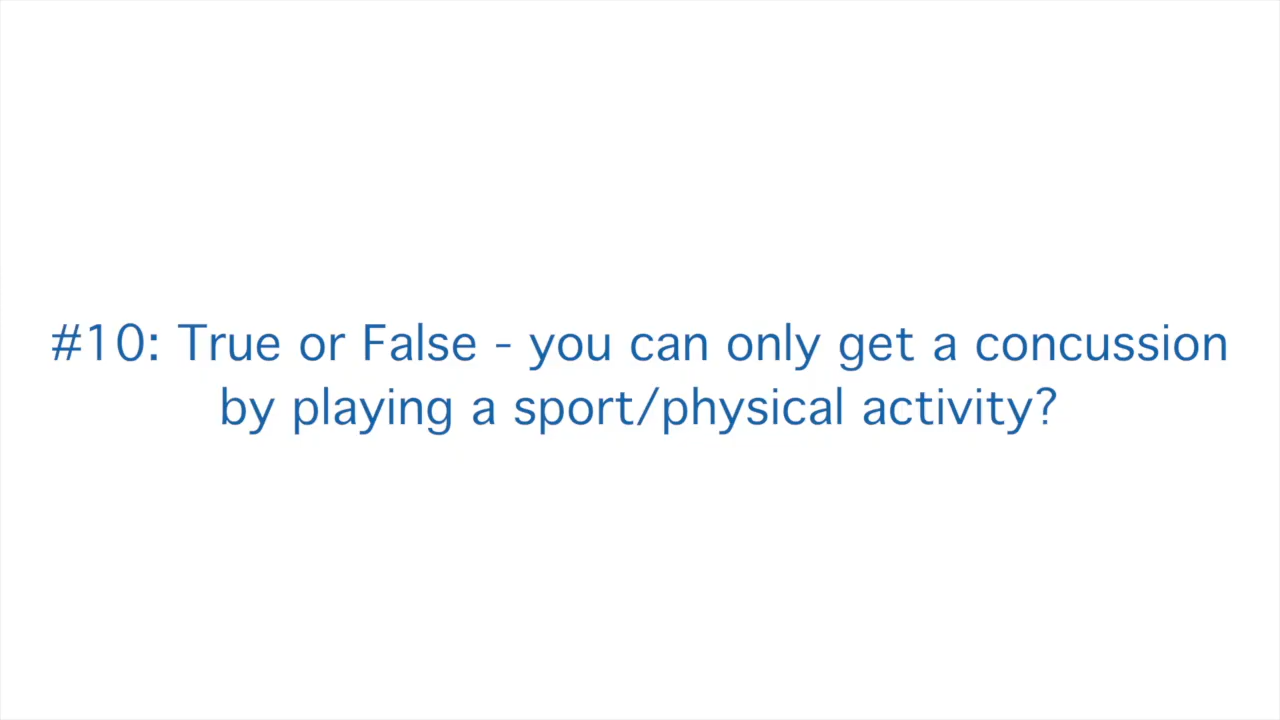 #10: True or False - you can only get a concussion
by playing a sport/physical activity?